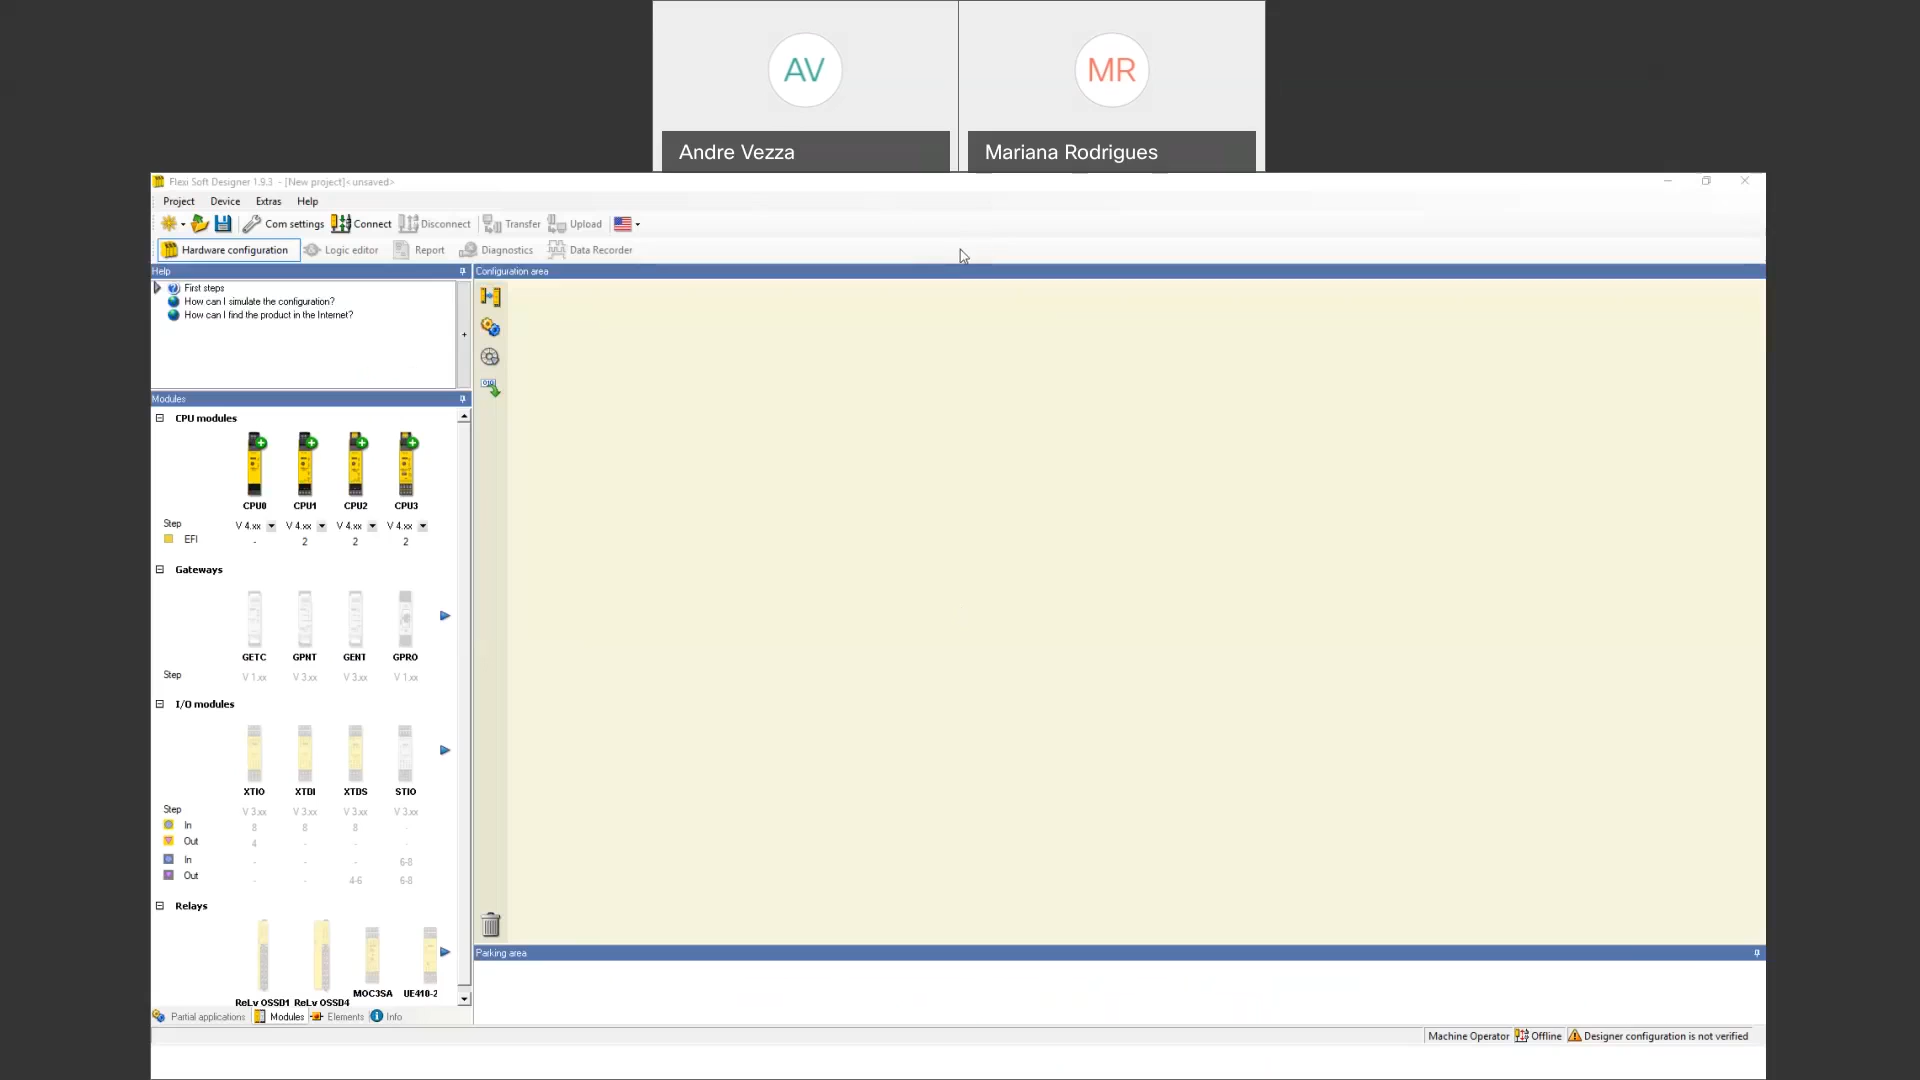 AV
MR
Andre Vezza
Mariana Rodrigues
Flexi Soft Designer 1.9.3 - [New project]<unsaved>
Project Device Extras Help
Com settings Connect Disconnect Transfer Upload
Hardware configuration Logic editor Report Diagnostics Data Recorder
Help
Configuration area
First steps
How can I simulate the configuration?
How can I find the product in the Internet?
Modules
CPU modules
CPU0 CPU1 CPU2 CPU3
Step V 4.xx V 4.xx V 4.xx V 4.xx
EFI - 2 2 2
Gateways
GETC GPNT GENT GPRO
Step V 1.xx V 3.xx V 3.xx V 1.xx
I/O modules
XTIO XTDI XTDS STIO
Step V 3.xx V 3.xx V 3.xx V 3.xx
In 8 8 8 -
Out 4 - - -
In - - - 6-8
Out - - 4-6 6-8
Relays
ReLy OSSD1 ReLy OSSD4 MOC3SA UE410-2
Parking area
Partial applications Modules Elements Info
Machine Operator Offline Designer configuration is not verified